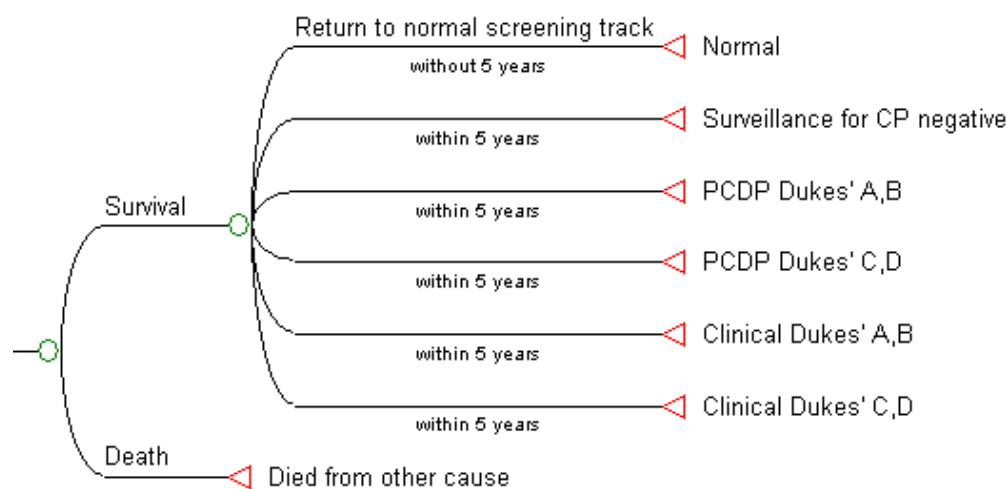 Return to normal screening track
without 5 years
Normal
within 5 years
Surveillance for CP negative
within 5 years
PCDP Dukes' A,B
Survival
within 5 years
PCDP Dukes' C,D
within 5 years
Clinical Dukes' A,B
within 5 years
Clinical Dukes' C,D
Death
Died from other cause